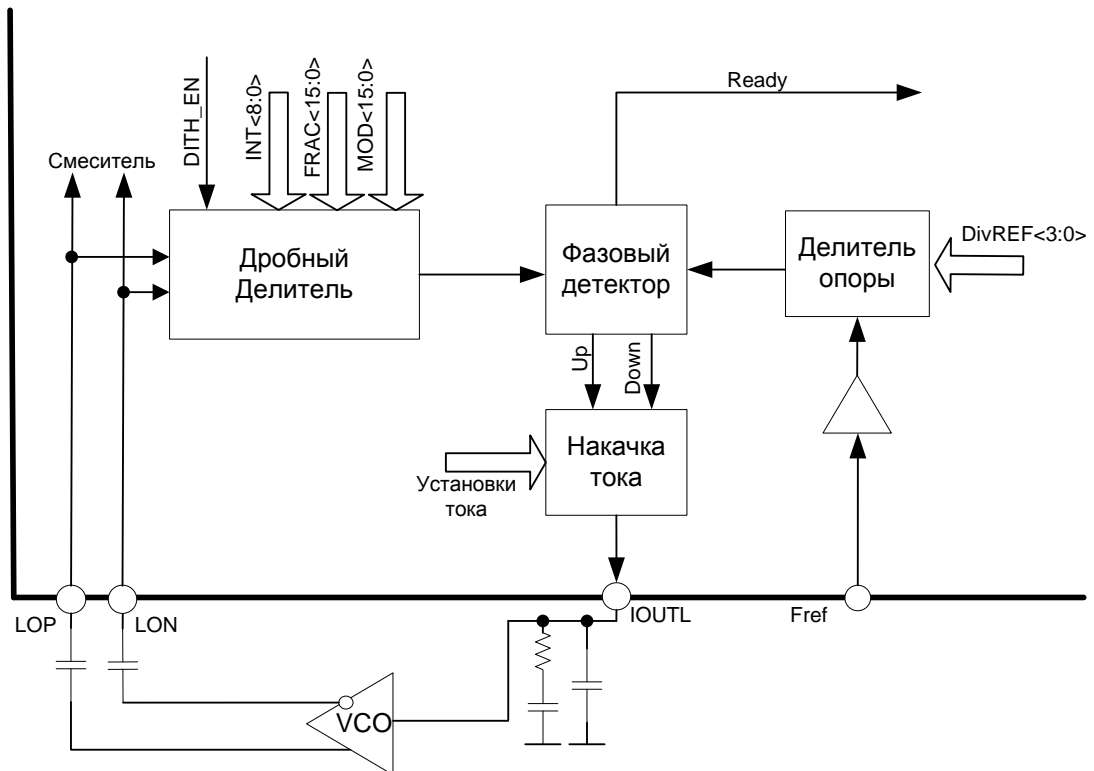 Ready
DITH_EN
INT<8:0>
FRAC<15:0>
MOD<15:0>
Смеситель
Дробный
Делитель
Фазовый
детектор
Делитель
опоры
DivREF<3:0>
Up
Down
Накачка
тока
Установки
тока
LOP
LON
IOUTL
Fref
VCO